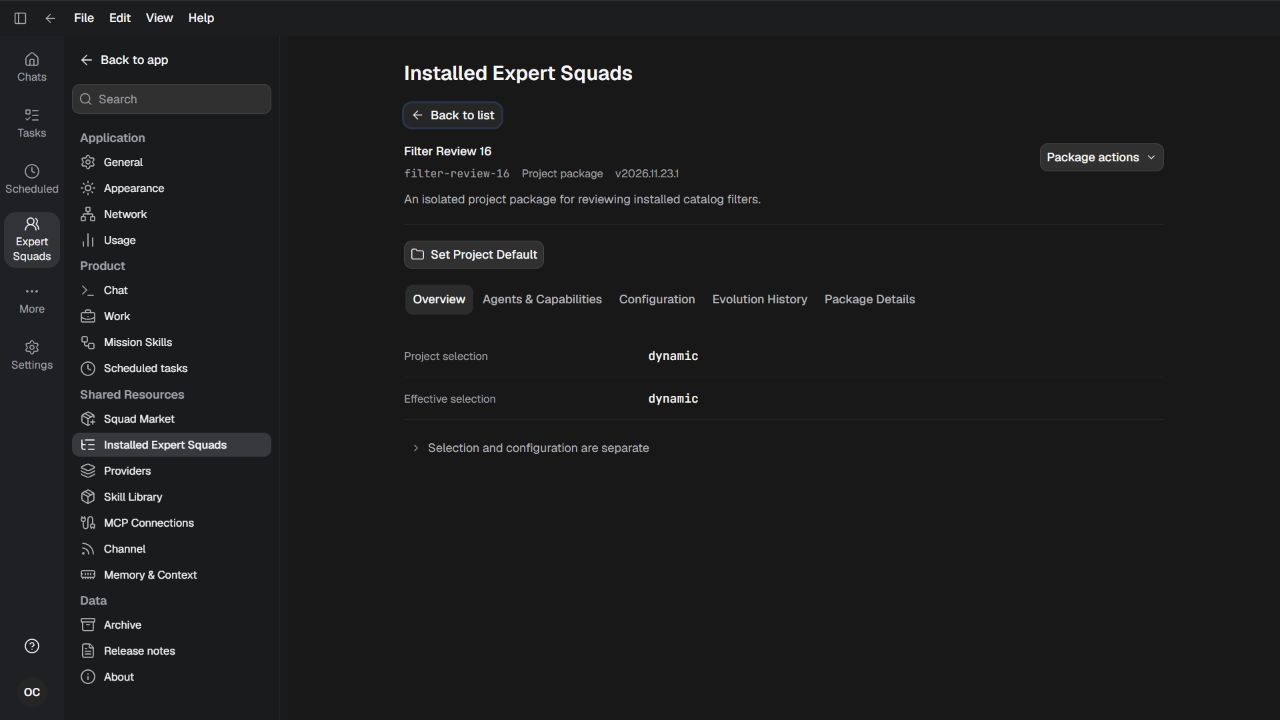 File Edit View Help
Chats
Tasks
Scheduled
Expert
Squads
More
Settings
OC
Back to app
Search
Application
General
Appearance
Network
Usage
Product
Chat
Work
Mission Skills
Scheduled tasks
Shared Resources
Squad Market
Installed Expert Squads
Providers
Skill Library
MCP Connections
Channel
Memory & Context
Data
Archive
Release notes
About
Installed Expert Squads
Back to list
Filter Review 16
filter-review-16 Project package v2026.11.23.1
An isolated project package for reviewing installed catalog filters.
Package actions
Set Project Default
Overview Agents & Capabilities Configuration Evolution History Package Details
Project selection dynamic
Effective selection dynamic
Selection and configuration are separate